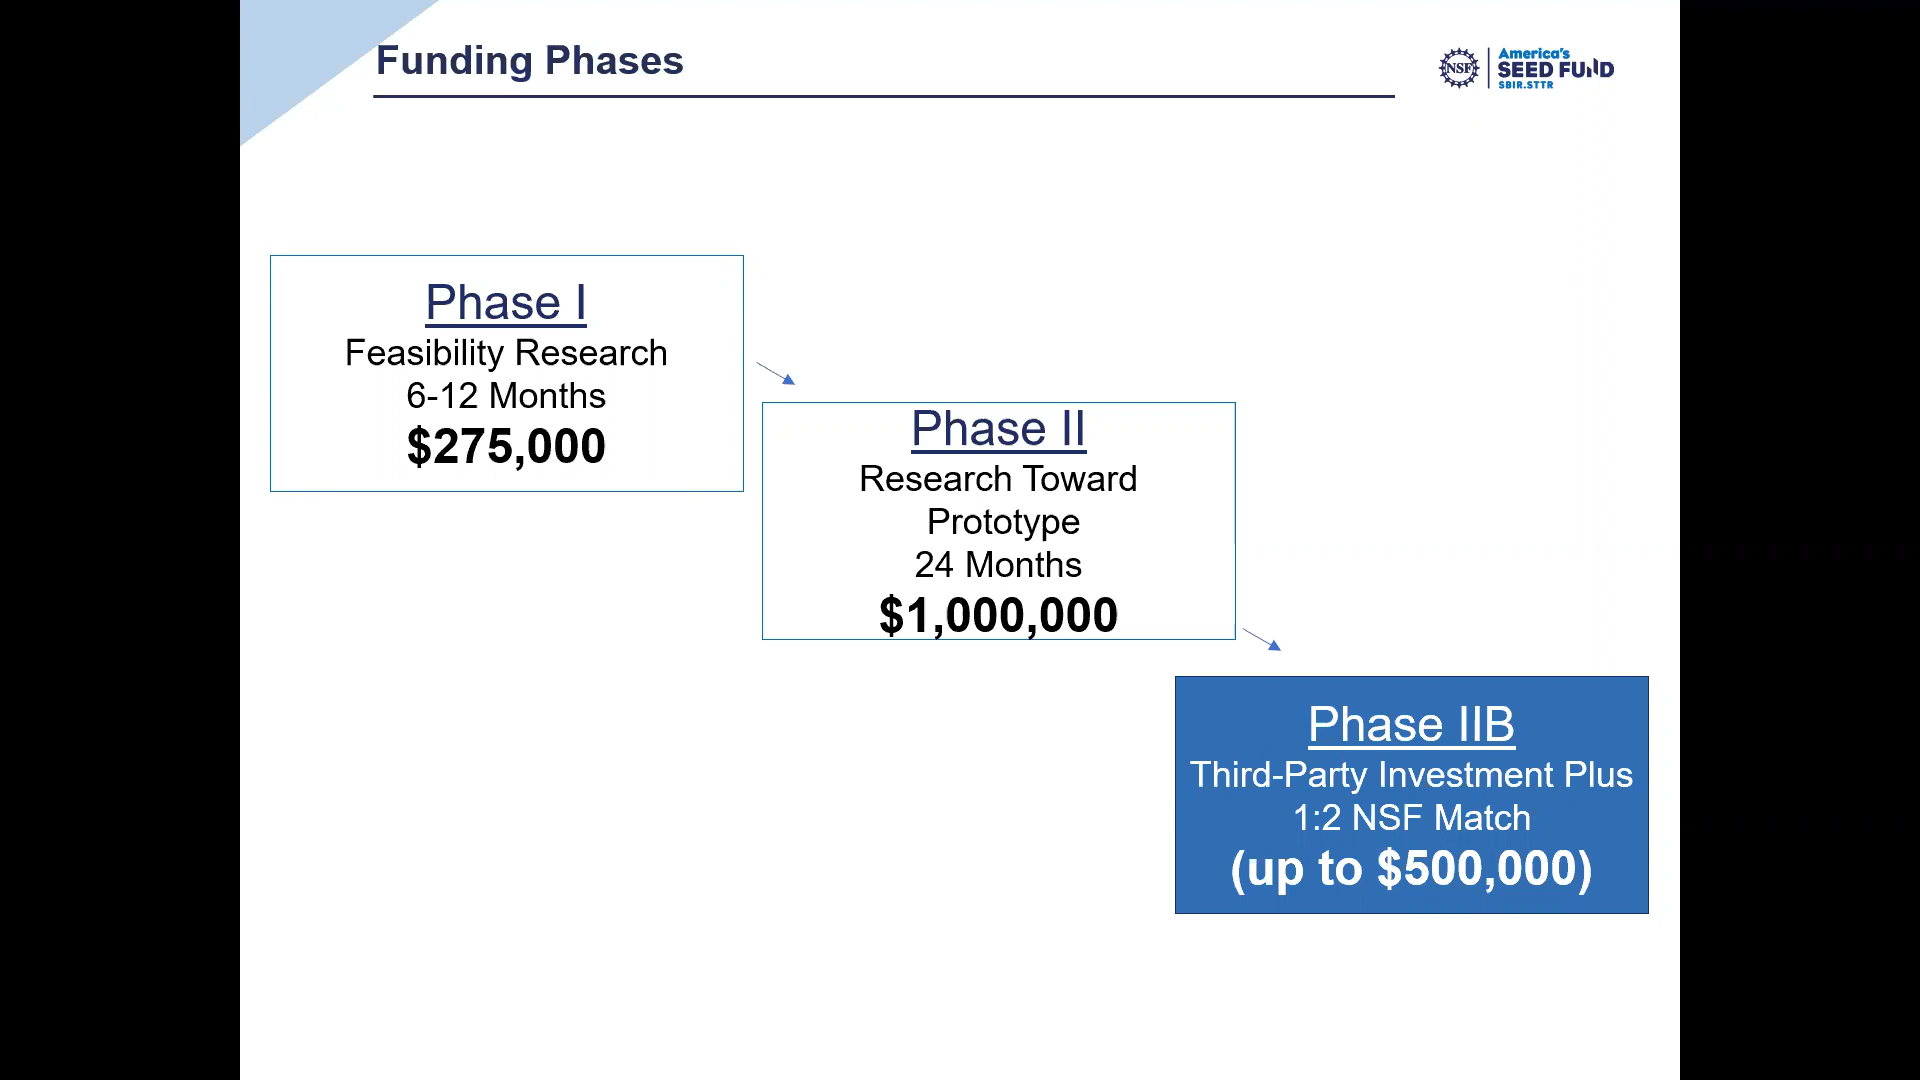 Funding Phases
NSF
America's
SEED FUND
SBIR.STTR
Phase I
Feasibility Research
6-12 Months
$275,000
Phase II
Research Toward
Prototype
24 Months
$1,000,000
Phase IIB
Third-Party Investment Plus
1:2 NSF Match
(up to $500,000)